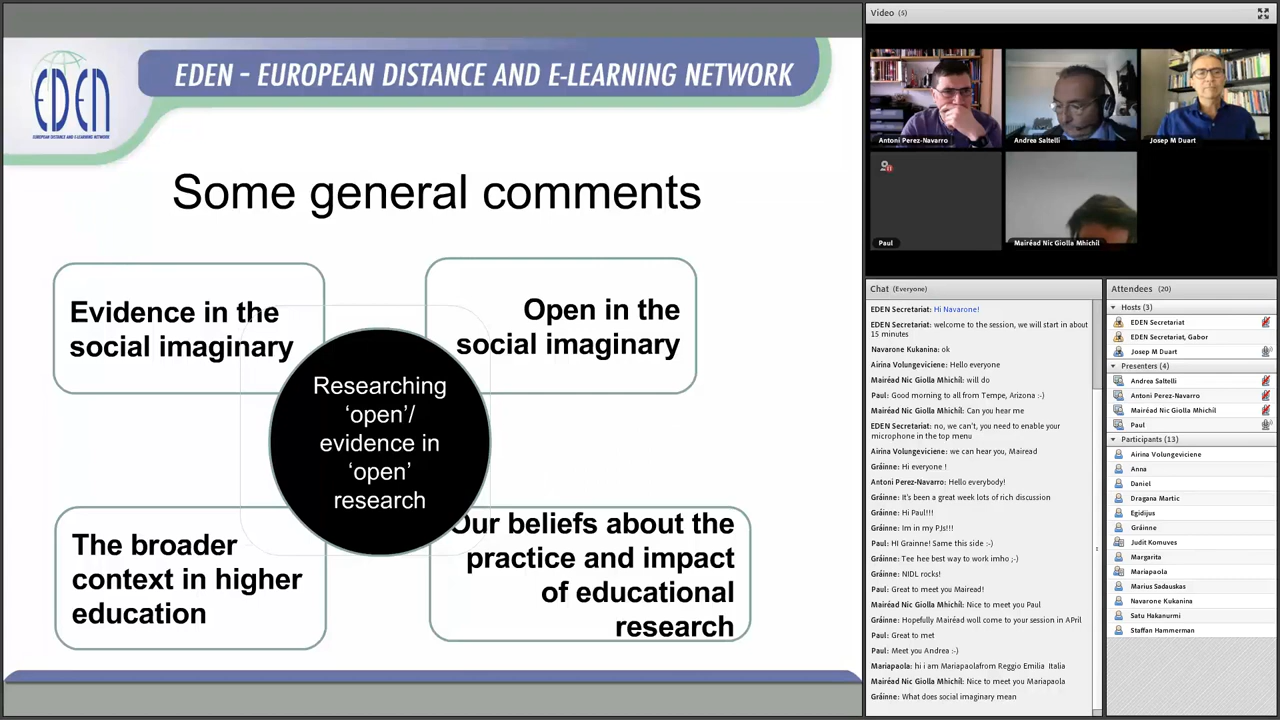 EDEN
EUROPEAN DISTANCE AND E-LEARNING NETWORK
EDEN - EUROPEAN DISTANCE AND E-LEARNING NETWORK
Some general comments
Evidence in the
social imaginary
Open in the
social imaginary
Researching
‘open’/
evidence in
‘open’
research
The broader
context in higher
education
Our beliefs about the
practice and impact
of educational
research
Video (5)
Antoni Perez-Navarro
Andrea Saltelli
Josep M Duart
Paul
Mairéad Nic Giolla Mhichíl
Chat (Everyone)
EDEN Secretariat: Hi Navarone!
EDEN Secretariat: welcome to the session, we will start in about
15 minutes
Navarone Kukanina: ok
Airina Volungeviciene: Hello everyone
Mairéad Nic Giolla Mhichíl: will do
Paul: Good morning to all from Tempe, Arizona :-)
Mairéad Nic Giolla Mhichíl: Can you hear me
EDEN Secretariat: no, we can't, you need to enable your
microphone in the top menu
Airina Volungeviciene: we can hear you, Mairead
Gráinne: Hi everyone !
Antoni Perez-Navarro: Hello everybody!
Gráinne: It's been a great week lots of rich discussion
Gráinne: Hi Paul!!!
Gráinne: Im in my PJs!!!
Paul: HI Grainne! Same this side :-)
Gráinne: Tee hee best way to work imho ;-)
Gráinne: NIDL rocks!
Paul: Great to meet you Mairead!
Mairéad Nic Giolla Mhichíl: Nice to meet you Paul
Gráinne: Hopefully Mairéad woll come to your session in APril
Paul: Great to met
Paul: Meet you Andrea :-)
Mariapaola: hi i am Mariapaolafrom Reggio Emilia Italia
Mairéad Nic Giolla Mhichíl: Nice to meet you Mariapaola
Gráinne: What does social imaginary mean
Attendees (20)
Hosts (3)
EDEN Secretariat
EDEN Secretariat, Gabor
Josep M Duart
Presenters (4)
Andrea Saltelli
Antoni Perez-Navarro
Mairéad Nic Giolla Mhichíl
Paul
Participants (13)
Airina Volungeviciene
Anna
Daniel
Dragana Martic
Egidijus
Gráinne
Judit Komuves
Margarita
Mariapaola
Marius Sadauskas
Navarone Kukanina
Satu Hakanurmi
Staffan Hammerman